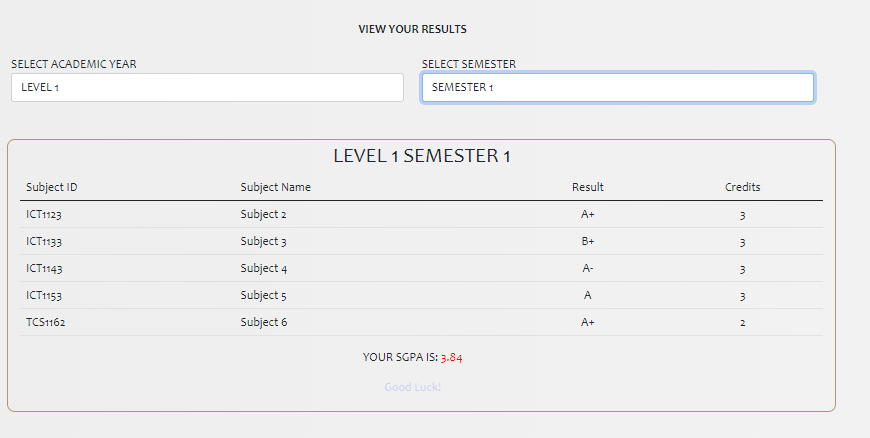 VIEW YOUR RESULTS
SELECT ACADEMIC YEAR SELECT SEMESTER
LEVEL 1 SEMESTER 1
LEVEL 1 SEMESTER 1
Subject ID Subject Name Result Credits
ICT1123 Subject 2 A+ 3
ICT1133 Subject 3 B+ 3
ICT1143 Subject 4 A- 3
ICT1153 Subject 5 A 3
TCS1162 Subject 6 A+ 2
YOUR SGPA IS: 3.84
Good Luck!